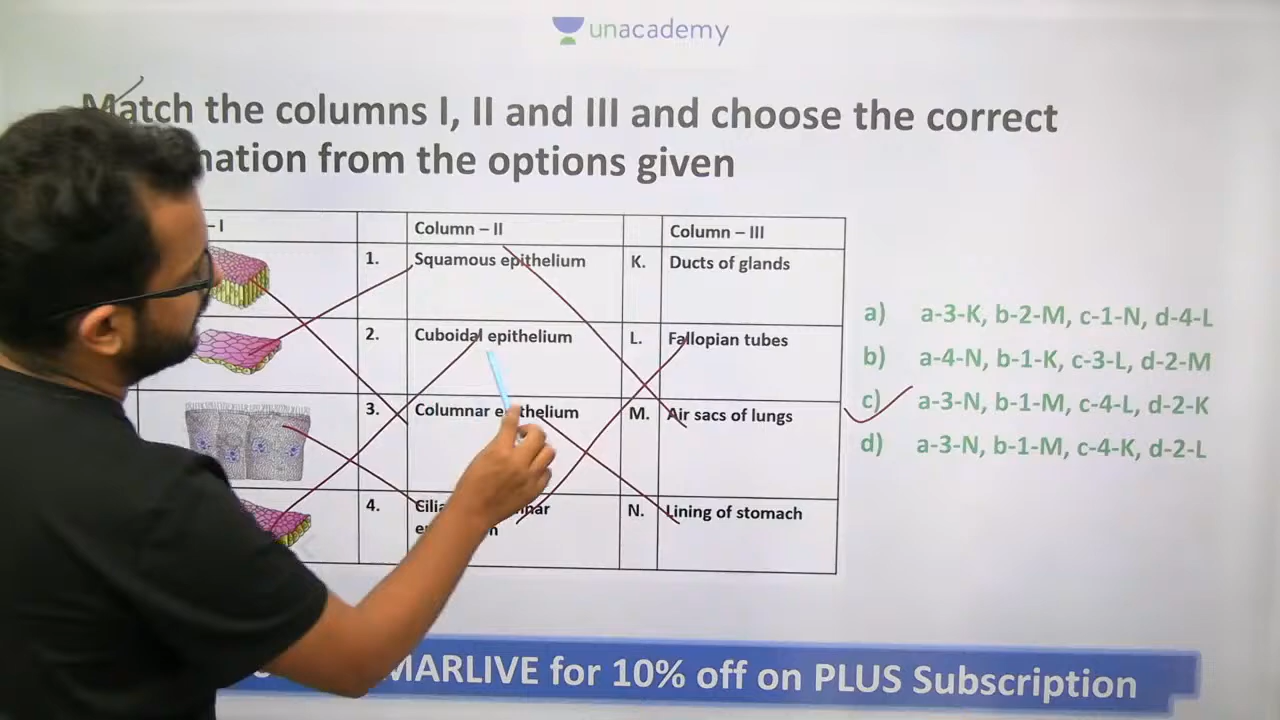 unacademy
Match the columns I, II and III and choose the correct
nation from the options given
– I
Column – II
Column – III
1.
Squamous epithelium
K.
Ducts of glands
2.
Cuboidal epithelium
L.
Fallopian tubes
3.
Columnar epithelium
M.
Air sacs of lungs
4.
N.
Lining of stomach
a) a-3-K, b-2-M, c-1-N, d-4-L
b) a-4-N, b-1-K, c-3-L, d-2-M
c) a-3-N, b-1-M, c-4-L, d-2-K
d) a-3-N, b-1-M, c-4-K, d-2-L
MARLIVE for 10% off on PLUS Subscription